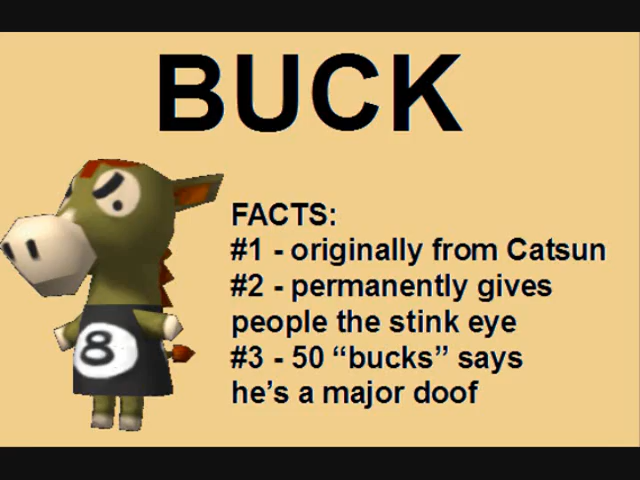 BUCK
FACTS:
#1 - originally from Catsun
#2 - permanently gives
people the stink eye
#3 - 50 “bucks” says
he’s a major doof
8